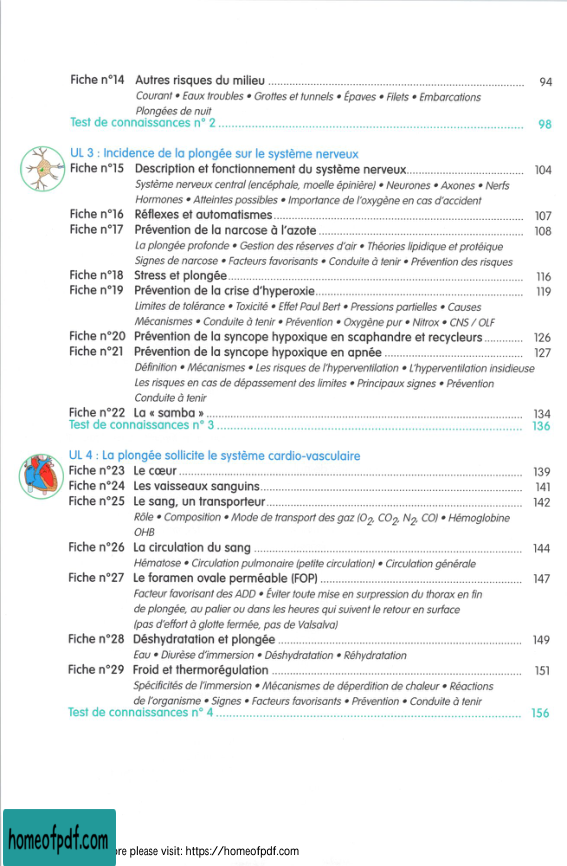 Fiche n°14 Autres risques du milieu ........ 94
Courant • Eaux troubles • Grottes et tunnels • Épaves • Filets • Embarcations
Plongées de nuit
Test de connaissances n° 2 ........ 98
UL 3 : Incidence de la plongée sur le système nerveux
Fiche n°15 Description et fonctionnement du système nerveux........ 104
Système nerveux central (encéphale, moelle épinière) • Neurones • Axones • Nerfs
Hormones • Atteintes possibles • Importance de l'oxygène en cas d'accident
Fiche n°16 Réflexes et automatismes........ 107
Fiche n°17 Prévention de la narcose à l'azote ........ 108
La plongée profonde • Gestion des réserves d'air • Théories lipidique et protéique
Signes de narcose • Facteurs favorisants • Conduite à tenir • Prévention des risques
Fiche n°18 Stress et plongée........ 116
Fiche n°19 Prévention de la crise d'hyperoxie........ 119
Limites de tolérance • Toxicité • Effet Paul Bert • Pressions partielles • Causes
Mécanismes • Conduite à tenir • Prévention • Oxygène pur • Nitrox • CNS / OLF
Fiche n°20 Prévention de la syncope hypoxique en scaphandre et recycleurs ........ 126
Fiche n°21 Prévention de la syncope hypoxique en apnée ........ 127
Définition • Mécanismes • Les risques de l'hyperventilation • L'hyperventilation insidieuse
Les risques en cas de dépassement des limites • Principaux signes • Prévention
Conduite à tenir
Fiche n°22 La « samba » ........ 134
Test de connaissances n° 3 ........ 136
UL 4 : La plongée sollicite le système cardio-vasculaire
Fiche n°23 Le cœur ........ 139
Fiche n°24 Les vaisseaux sanguins........ 141
Fiche n°25 Le sang, un transporteur........ 142
Rôle • Composition • Mode de transport des gaz (O2, CO2, N2, CO) • Hémoglobine
OHB
Fiche n°26 La circulation du sang ........ 144
Hématose • Circulation pulmonaire (petite circulation) • Circulation générale
Fiche n°27 Le foramen ovale perméable (FOP) ........ 147
Facteur favorisant des ADD • Éviter toute mise en surpression du thorax en fin
de plongée, au palier ou dans les heures qui suivent le retour en surface
(pas d'effort à glotte fermée, pas de Valsalva)
Fiche n°28 Déshydratation et plongée ........ 149
Eau • Diurèse d'immersion • Déshydratation • Réhydratation
Fiche n°29 Froid et thermorégulation ........ 151
Spécificités de l'immersion • Mécanismes de déperdition de chaleur • Réactions
de l'organisme • Signes • Facteurs favorisants • Prévention • Conduite à tenir
Test de connaissances n° 4 ........ 156
homeofpdf.com
re please visit: https://homeofpdf.com